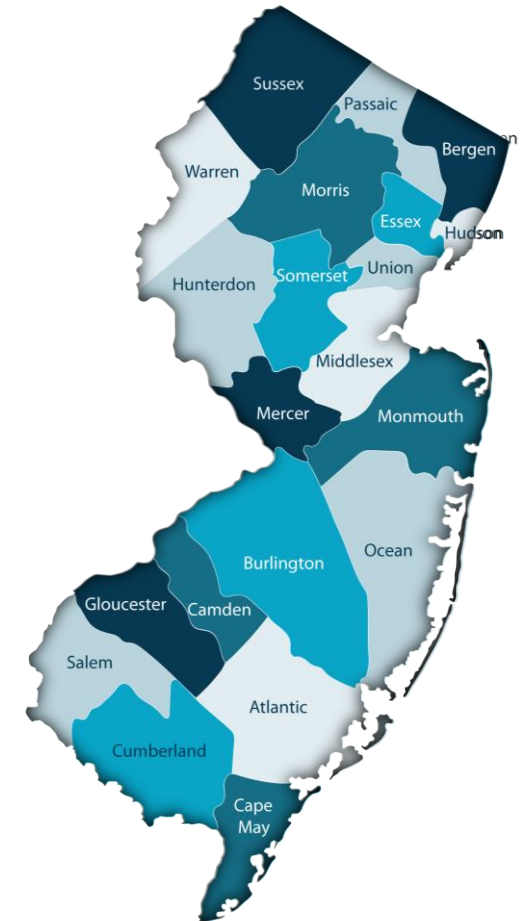 Sussex
Passaic
Bergen
Warren
Morris
Essex
Hudson
Hunterdon
Somerset
Union
Middlesex
Mercer
Monmouth
Ocean
Burlington
Gloucester
Camden
Salem
Atlantic
Cumberland
Cape
May